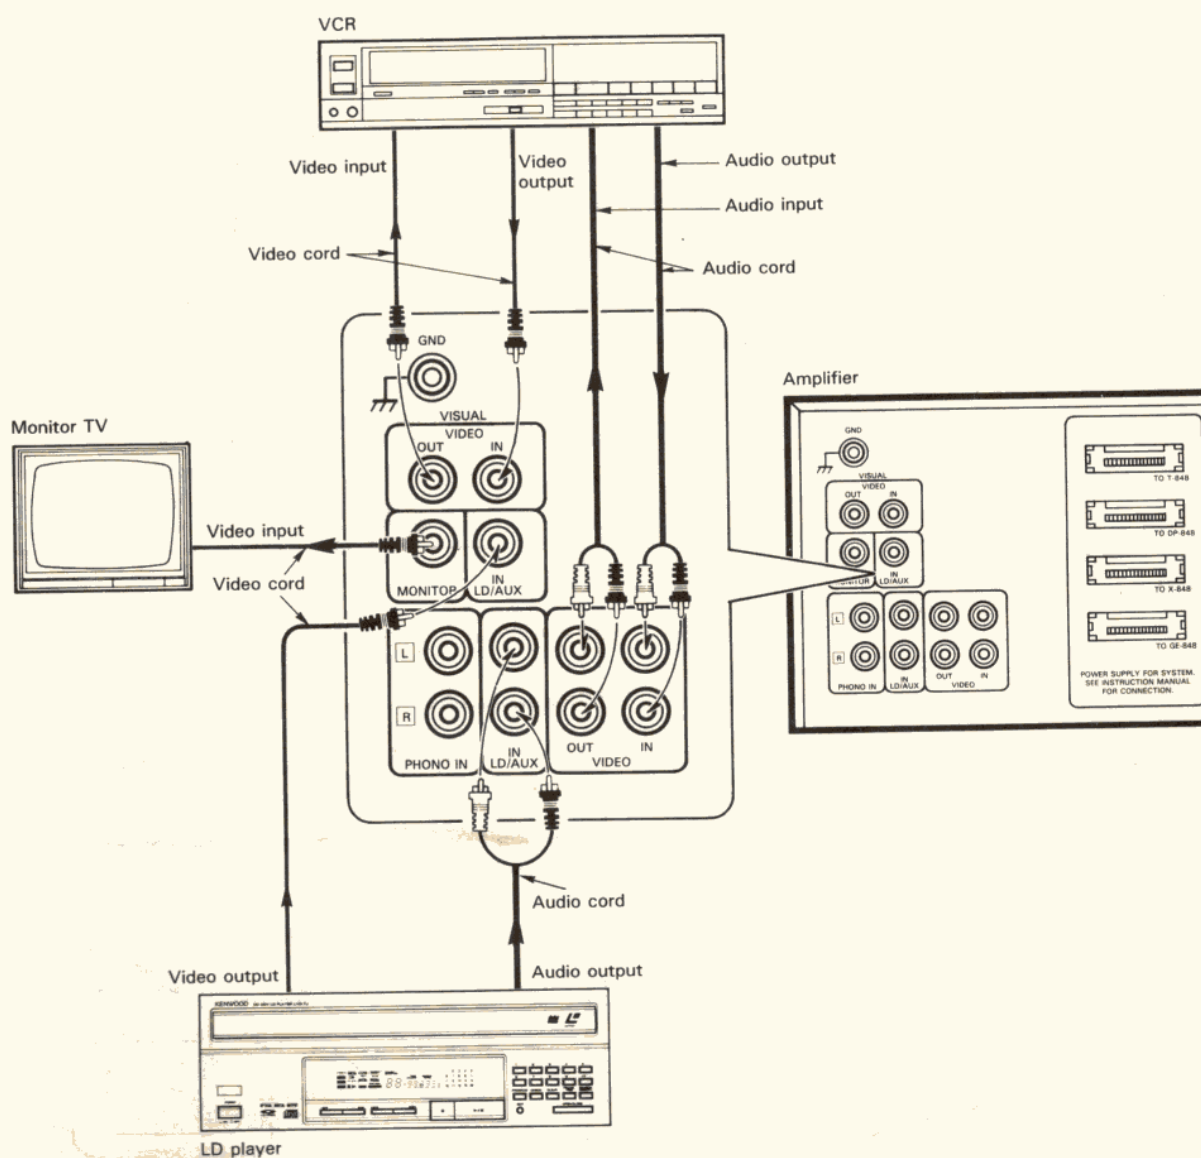 VCR
Video input
Video
output
Audio output
Audio input
Video cord
Audio cord
GND
VISUAL
VIDEO
OUT
IN
Monitor TV
Video input
Video cord
MONITOR
IN
LD/AUX
L
R
PHONO IN
IN
LD/AUX
OUT
IN
VIDEO
Amplifier
GND
VISUAL
VIDEO
OUT
IN
IN
LD/AUX
L
R
PHONO IN
IN
LD/AUX
OUT
IN
VIDEO
TO T-848
TO DP-848
TO X-848
TO GE-848
POWER SUPPLY FOR SYSTEM.
SEE INSTRUCTION MANUAL
FOR CONNECTION.
Audio cord
Video output
Audio output
KENWOOD
LD player